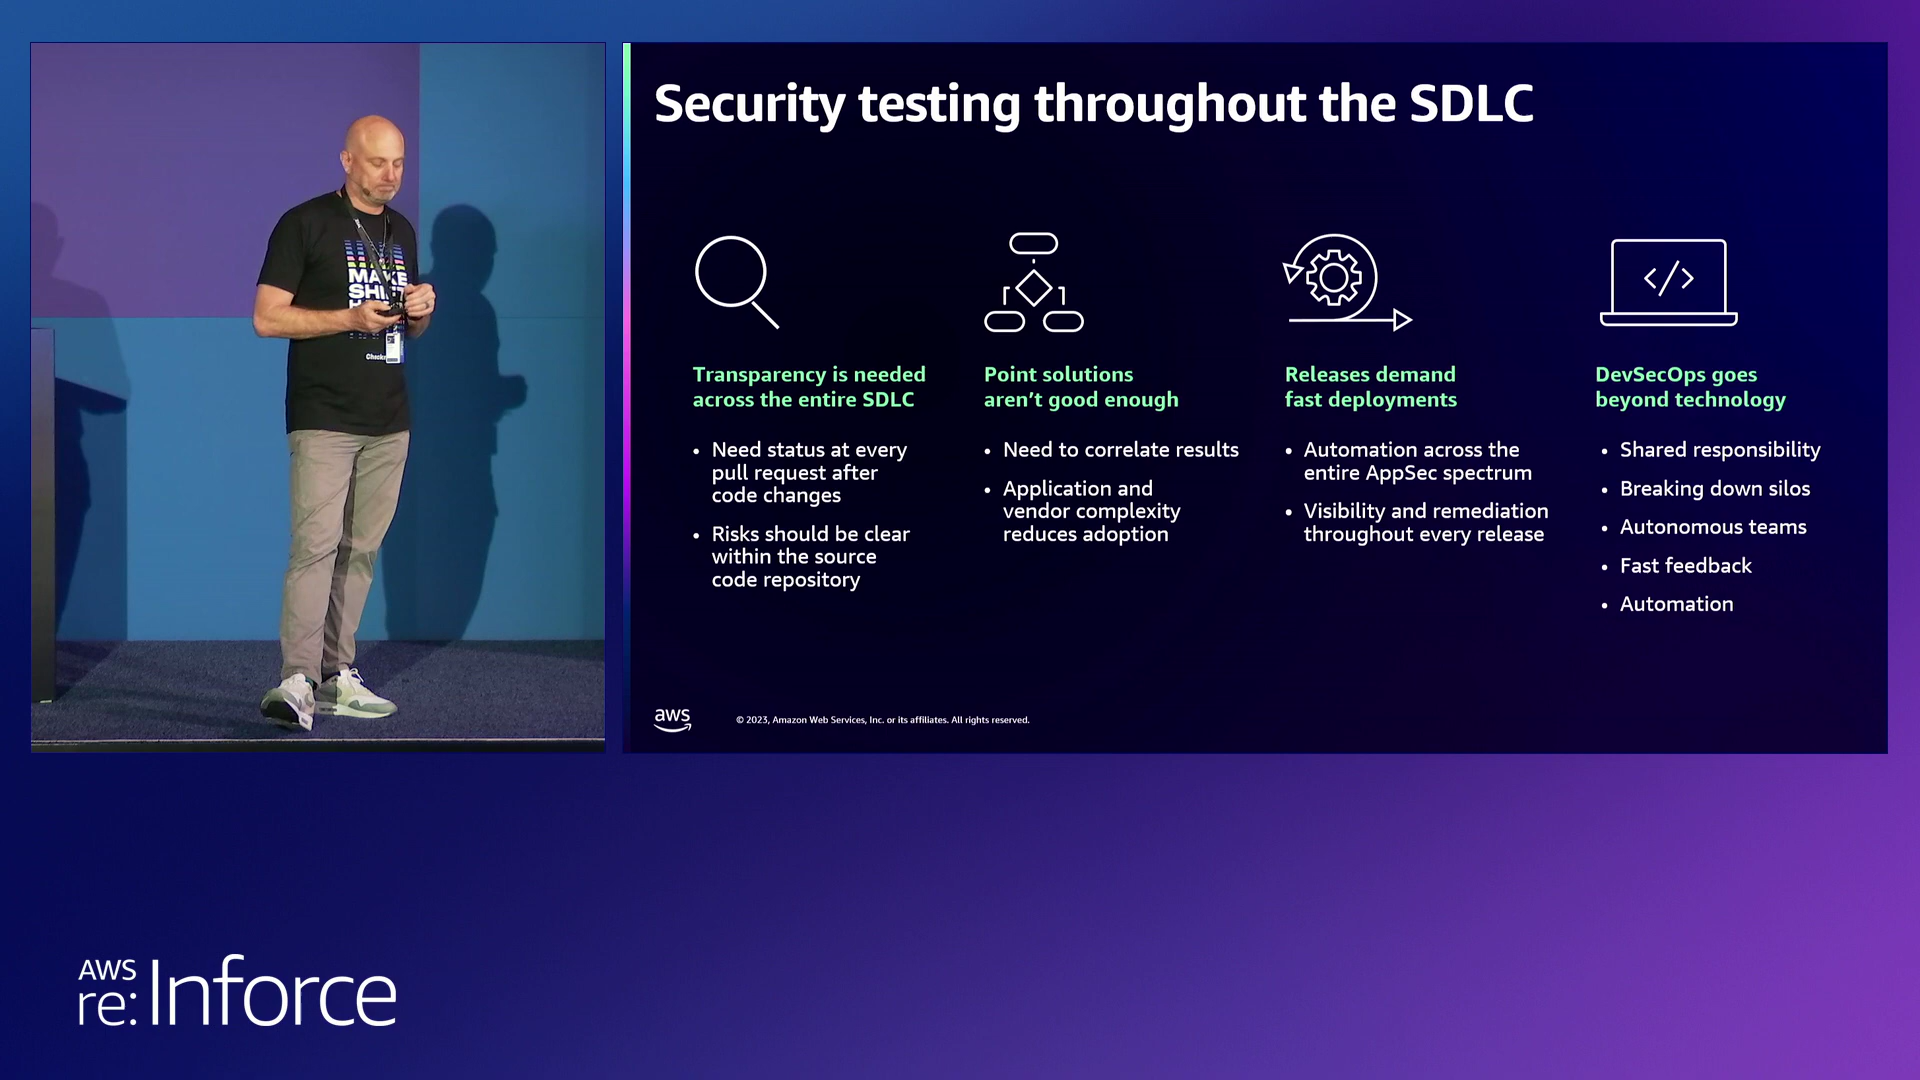 MAKE
Security testing throughout the SDLC
Transparency is needed
across the entire SDLC
• Need status at every
pull request after
code changes
• Risks should be clear
within the source
code repository
Point solutions
aren’t good enough
• Need to correlate results
• Application and
vendor complexity
reduces adoption
Releases demand
fast deployments
• Automation across the
entire AppSec spectrum
• Visibility and remediation
throughout every release
</>
DevSecOps goes
beyond technology
• Shared responsibility
• Breaking down silos
• Autonomous teams
• Fast feedback
• Automation
aws
© 2023, Amazon Web Services, Inc. or its affiliates. All rights reserved.
AWS
re:Inforce